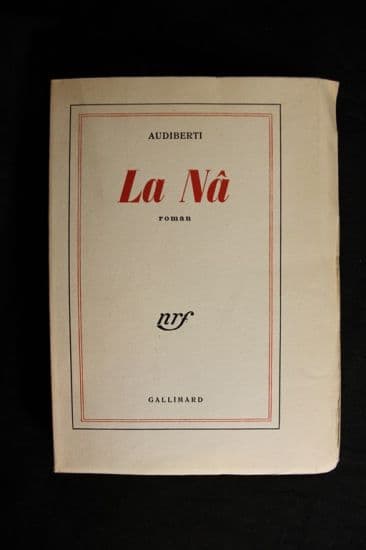 AUDIBERTI
La Nâ
roman
nrf
GALLIMARD